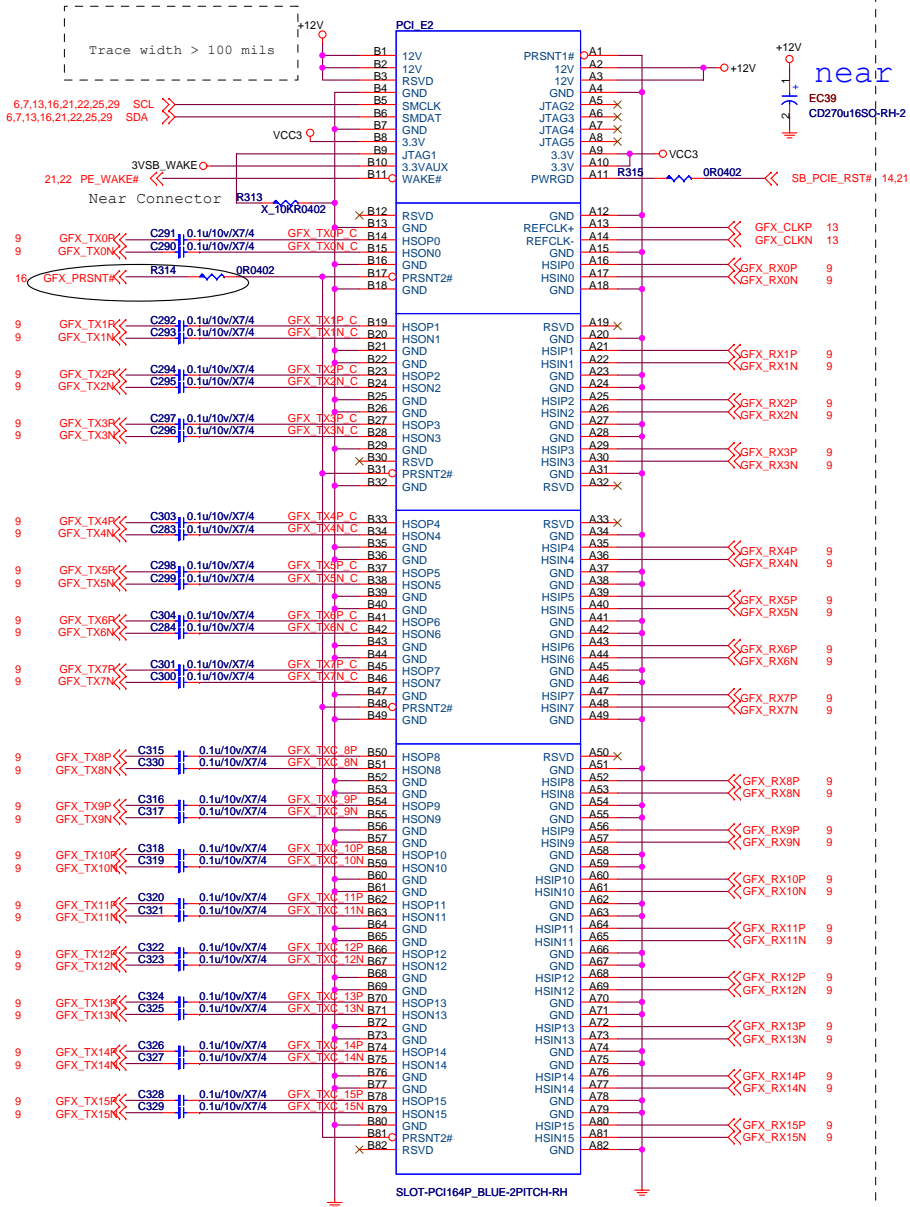 Trace width > 100 mils
+12V
PCI_E2
+12V
near
EC39
CD270u16SO-RH-2
1
2
+12V
VCC3
B1 12V PRSNT1# A1
B2 12V 12V A2
B3 RSVD 12V A3
B4 GND GND A4
6,7,13,16,21,22,25,29 SCL B5 SMCLK JTAG2 A5
6,7,13,16,21,22,25,29 SDA B6 SMDAT JTAG3 A6
B7 GND JTAG4 A7
VCC3 B8 3.3V JTAG5 A8
B9 JTAG1 3.3V A9
3VSB_WAKE B10 3.3VAUX 3.3V A10
21,22 PE_WAKE# B11 WAKE# PWRGD A11 R315 0R0402 SB_PCIE_RST# 14,21
Near Connector R313
X_10KR0402
B12 RSVD GND A12
B13 GND REFCLK+ A13 GFX_CLKP 13
9 GFX_TX0P C291 0.1u/10v/X7/4 GFX_TX0P_C B14 HSOP0 REFCLK- A14 GFX_CLKN 13
9 GFX_TX0N C290 0.1u/10v/X7/4 GFX_TX0N_C B15 HSON0 GND A15
B16 GND HSIP0 A16 GFX_RX0P 9
16 GFX_PRSNT# R314 0R0402 B17 PRSNT2# HSIN0 A17 GFX_RX0N 9
B18 GND GND A18
9 GFX_TX1P C292 0.1u/10v/X7/4 GFX_TX1P_C B19 HSOP1 RSVD A19
9 GFX_TX1N C293 0.1u/10v/X7/4 GFX_TX1N_C B20 HSON1 GND A20
B21 GND HSIP1 A21 GFX_RX1P 9
B22 GND HSIN1 A22 GFX_RX1N 9
9 GFX_TX2P C294 0.1u/10v/X7/4 GFX_TX2P_C B23 HSOP2 GND A23
9 GFX_TX2N C295 0.1u/10v/X7/4 GFX_TX2N_C B24 HSON2 GND A24
B25 GND HSIP2 A25 GFX_RX2P 9
B26 GND HSIN2 A26 GFX_RX2N 9
9 GFX_TX3P C297 0.1u/10v/X7/4 GFX_TX3P_C B27 HSOP3 GND A27
9 GFX_TX3N C296 0.1u/10v/X7/4 GFX_TX3N_C B28 HSON3 GND A28
B29 GND HSIP3 A29 GFX_RX3P 9
B30 RSVD HSIN3 A30 GFX_RX3N 9
B31 PRSNT2# GND A31
B32 GND RSVD A32
9 GFX_TX4P C303 0.1u/10v/X7/4 GFX_TX4P_C B33 HSOP4 RSVD A33
9 GFX_TX4N C283 0.1u/10v/X7/4 GFX_TX4N_C B34 HSON4 GND A34
B35 GND HSIP4 A35 GFX_RX4P 9
B36 GND HSIN4 A36 GFX_RX4N 9
9 GFX_TX5P C298 0.1u/10v/X7/4 GFX_TX5P_C B37 HSOP5 GND A37
9 GFX_TX5N C299 0.1u/10v/X7/4 GFX_TX5N_C B38 HSON5 GND A38
B39 GND HSIP5 A39 GFX_RX5P 9
B40 GND HSIN5 A40 GFX_RX5N 9
9 GFX_TX6P C304 0.1u/10v/X7/4 GFX_TX6P_C B41 HSOP6 GND A41
9 GFX_TX6N C284 0.1u/10v/X7/4 GFX_TX6N_C B42 HSON6 GND A42
B43 GND HSIP6 A43 GFX_RX6P 9
B44 GND HSIN6 A44 GFX_RX6N 9
9 GFX_TX7P C301 0.1u/10v/X7/4 GFX_TX7P_C B45 HSOP7 GND A45
9 GFX_TX7N C300 0.1u/10v/X7/4 GFX_TX7N_C B46 HSON7 GND A46
B47 GND HSIP7 A47 GFX_RX7P 9
B48 PRSNT2# HSIN7 A48 GFX_RX7N 9
B49 GND GND A49
9 GFX_TX8P C315 0.1u/10v/X7/4 GFX_TXC_8P B50 HSOP8 RSVD A50
9 GFX_TX8N C330 0.1u/10v/X7/4 GFX_TXC_8N B51 HSON8 GND A51
B52 GND HSIP8 A52 GFX_RX8P 9
B53 GND HSIN8 A53 GFX_RX8N 9
9 GFX_TX9P C316 0.1u/10v/X7/4 GFX_TXC_9P B54 HSOP9 GND A54
9 GFX_TX9N C317 0.1u/10v/X7/4 GFX_TXC_9N B55 HSON9 GND A55
B56 GND HSIP9 A56 GFX_RX9P 9
B57 GND HSIN9 A57 GFX_RX9N 9
9 GFX_TX10P C318 0.1u/10v/X7/4 GFX_TXC_10P B58 HSOP10 GND A58
9 GFX_TX10N C319 0.1u/10v/X7/4 GFX_TXC_10N B59 HSON10 GND A59
B60 GND HSIP10 A60 GFX_RX10P 9
B61 GND HSIN10 A61 GFX_RX10N 9
9 GFX_TX11P C320 0.1u/10v/X7/4 GFX_TXC_11P B62 HSOP11 GND A62
9 GFX_TX11N C321 0.1u/10v/X7/4 GFX_TXC_11N B63 HSON11 GND A63
B64 GND HSIP11 A64 GFX_RX11P 9
B65 GND HSIN11 A65 GFX_RX11N 9
9 GFX_TX12P C322 0.1u/10v/X7/4 GFX_TXC_12P B66 HSOP12 GND A66
9 GFX_TX12N C323 0.1u/10v/X7/4 GFX_TXC_12N B67 HSON12 GND A67
B68 GND HSIP12 A68 GFX_RX12P 9
B69 GND HSIN12 A69 GFX_RX12N 9
9 GFX_TX13P C324 0.1u/10v/X7/4 GFX_TXC_13P B70 HSOP13 GND A70
9 GFX_TX13N C325 0.1u/10v/X7/4 GFX_TXC_13N B71 HSON13 GND A71
B72 GND HSIP13 A72 GFX_RX13P 9
B73 GND HSIN13 A73 GFX_RX13N 9
9 GFX_TX14P C326 0.1u/10v/X7/4 GFX_TXC_14P B74 HSOP14 GND A74
9 GFX_TX14N C327 0.1u/10v/X7/4 GFX_TXC_14N B75 HSON14 GND A75
B76 GND HSIP14 A76 GFX_RX14P 9
B77 GND HSIN14 A77 GFX_RX14N 9
9 GFX_TX15P C328 0.1u/10v/X7/4 GFX_TXC_15P B78 HSOP15 GND A78
9 GFX_TX15N C329 0.1u/10v/X7/4 GFX_TXC_15N B79 HSON15 GND A79
B80 GND HSIP15 A80 GFX_RX15P 9
B81 PRSNT2# HSIN15 A81 GFX_RX15N 9
B82 RSVD GND A82
SLOT-PCI164P_BLUE-2PITCH-RH